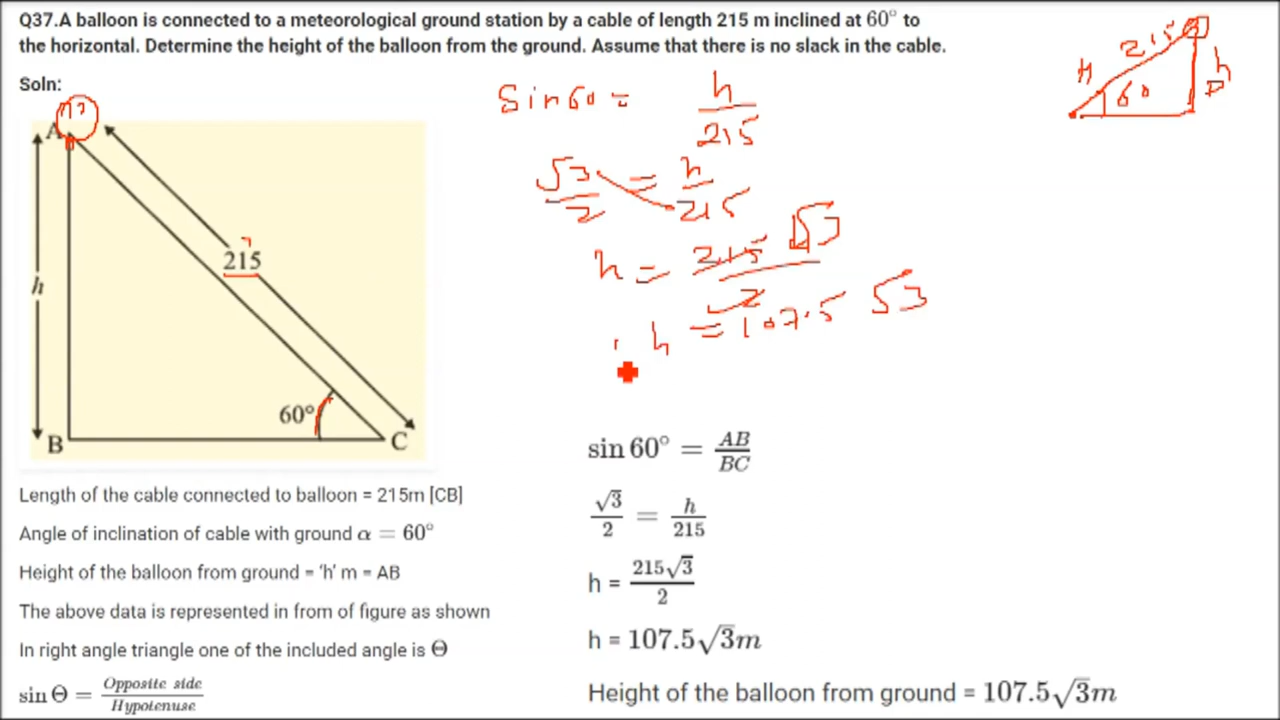 Q37.A balloon is connected to a meteorological ground station by a cable of length 215 m inclined at 60° to
the horizontal. Determine the height of the balloon from the ground. Assume that there is no slack in the cable.
Soln:
A
215
h
60°
B
C
Length of the cable connected to balloon = 215m [CB]
Angle of inclination of cable with ground α = 60°
Height of the balloon from ground = 'h' m = AB
The above data is represented in from of figure as shown
In right angle triangle one of the included angle is Θ
sin Θ = Opposite side / Hypotenuse
Sin 60 = h / 215
√3 / 2 = h / 215
h = 215 √3 / 2
h = 107.5 √3
215
H
60
h
P
sin 60° = AB / BC
√3 / 2 = h / 215
h = 215√3 / 2
h = 107.5√3m
Height of the balloon from ground = 107.5√3m